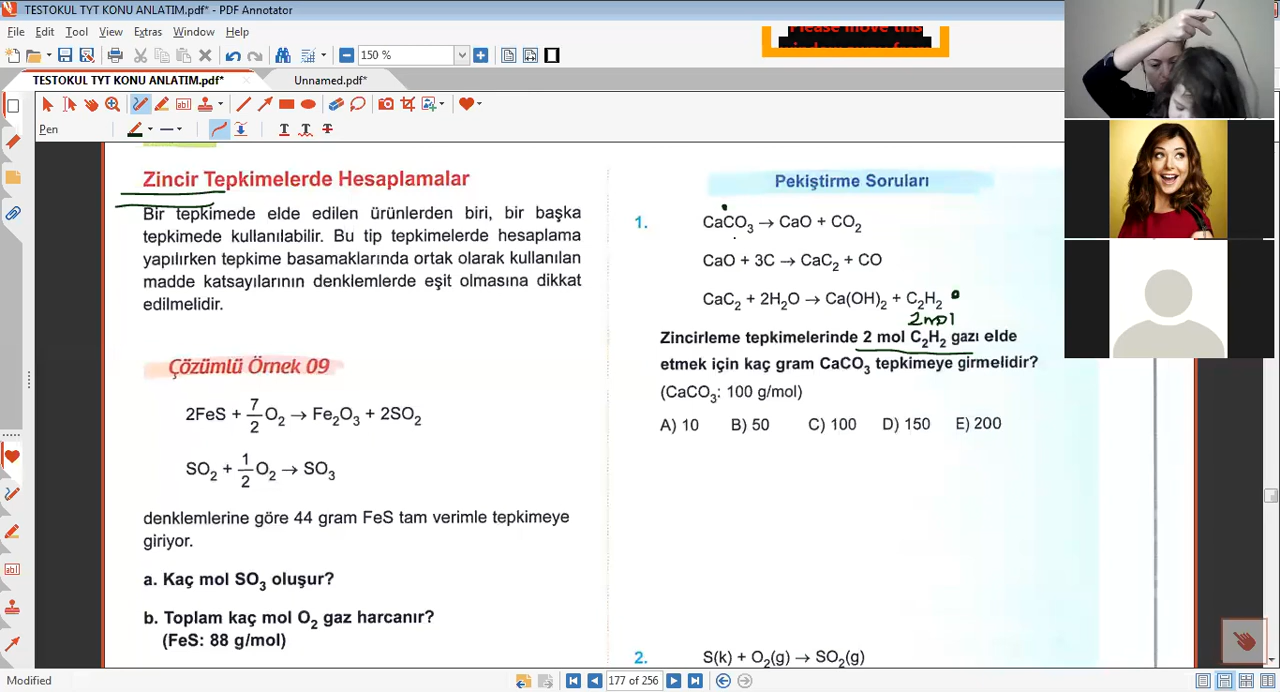 TESTOKUL TYT KONU ANLATIM.pdf* - PDF Annotator
File Edit Tool View Extras Window Help
150 %
TESTOKUL TYT KONU ANLATIM.pdf* Unnamed.pdf*
Pen
Please move this
Zincir Tepkimelerde Hesaplamalar
Bir tepkimede elde edilen ürünlerden biri, bir başka
tepkimede kullanılabilir. Bu tip tepkimelerde hesaplama
yapılırken tepkime basamaklarında ortak olarak kullanılan
madde katsayılarının denklemlerde eşit olmasına dikkat
edilmelidir.
Çözümlü Örnek 09
2FeS + 7/2 O₂ → Fe₂O₃ + 2SO₂
SO₂ + 1/2 O₂ → SO₃
denklemlerine göre 44 gram FeS tam verimle tepkimeye
giriyor.
a. Kaç mol SO₃ oluşur?
b. Toplam kaç mol O₂ gaz harcanır?
(FeS: 88 g/mol)
Pekiştirme Soruları
1. CaCO₃ → CaO + CO₂
CaO + 3C → CaC₂ + CO
CaC₂ + 2H₂O → Ca(OH)₂ + C₂H₂
2mol
Zincirleme tepkimelerinde 2 mol C₂H₂ gazı elde
etmek için kaç gram CaCO₃ tepkimeye girmelidir?
(CaCO₃: 100 g/mol)
A) 10 B) 50 C) 100 D) 150 E) 200
2. S(k) + O₂(g) → SO₂(g)
Modified
177 of 256